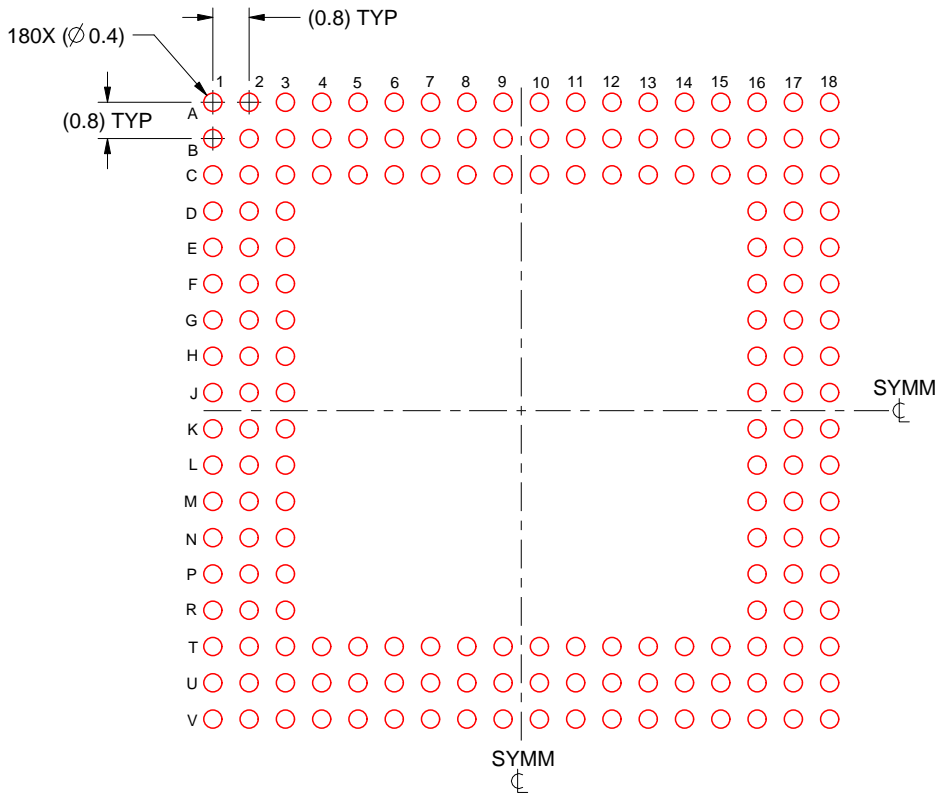 (0.8) TYP
180X (∅ 0.4)
1 2 3 4 5 6 7 8 9 10 11 12 13 14 15 16 17 18
A
(0.8) TYP
B
C
D
E
F
G
H
J
SYMM
℄
K
L
M
N
P
R
T
U
V
SYMM
℄